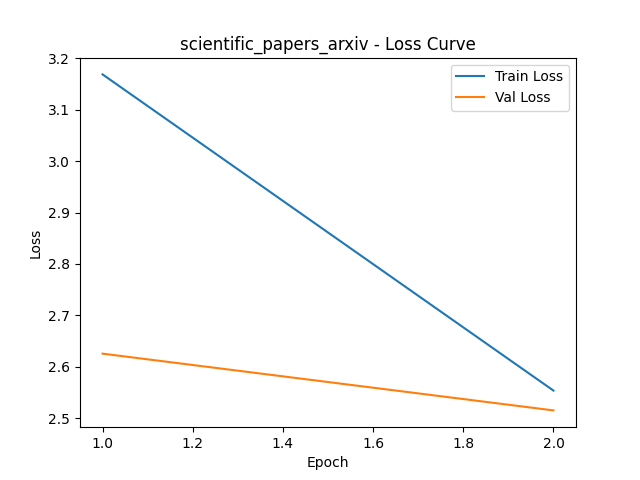 scientific_papers_arxiv - Loss Curve
Train Loss
Val Loss
3.2
3.1
3.0
2.9
2.8
2.7
2.6
2.5
Loss
1.0 1.2 1.4 1.6 1.8 2.0
Epoch